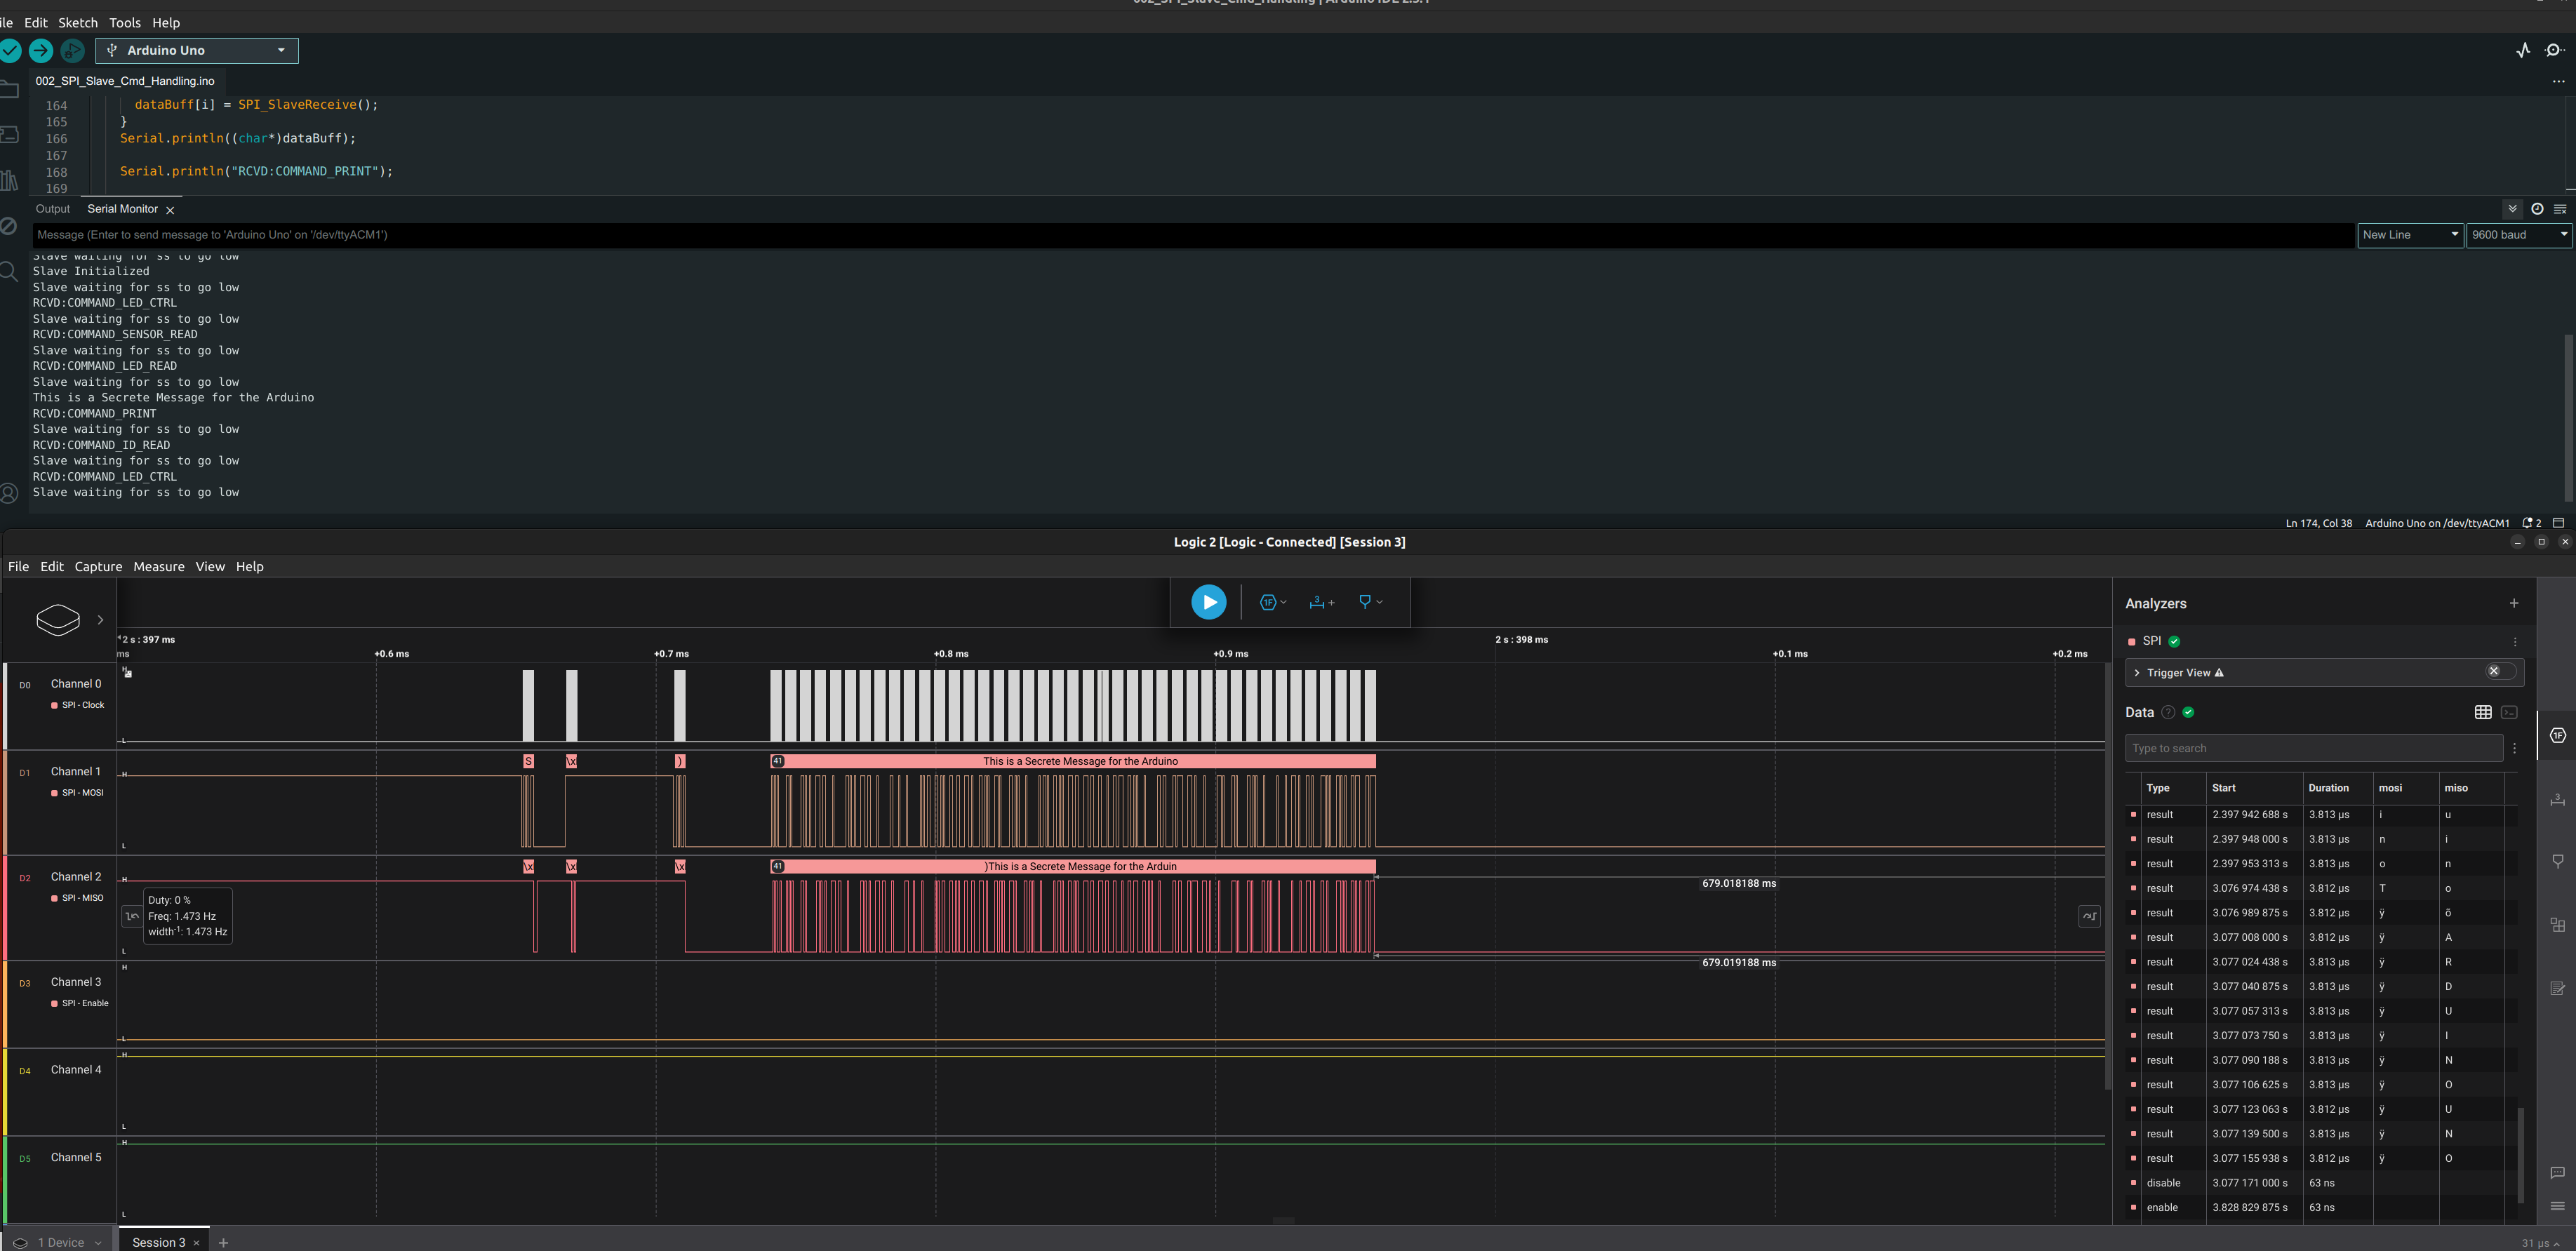 002_SPI_Slave_Cmd_Handling | Arduino IDE 2.3.1
ile Edit Sketch Tools Help
Arduino Uno
002_SPI_Slave_Cmd_Handling.ino
164 dataBuff[i] = SPI_SlaveReceive();
165 }
166 Serial.println((char*)dataBuff);
167
168 Serial.println("RCVD:COMMAND_PRINT");
169
Output Serial Monitor
Message (Enter to send message to 'Arduino Uno' on '/dev/ttyACM1') New Line 9600 baud
Slave waiting for ss to go low
Slave Initialized
Slave waiting for ss to go low
RCVD:COMMAND_LED_CTRL
Slave waiting for ss to go low
RCVD:COMMAND_SENSOR_READ
Slave waiting for ss to go low
RCVD:COMMAND_LED_READ
Slave waiting for ss to go low
This is a Secrete Message for the Arduino
RCVD:COMMAND_PRINT
Slave waiting for ss to go low
RCVD:COMMAND_ID_READ
Slave waiting for ss to go low
RCVD:COMMAND_LED_CTRL
Slave waiting for ss to go low
Ln 174, Col 38 Arduino Uno on /dev/ttyACM1 2
Logic 2 [Logic - Connected] [Session 3]
File Edit Capture Measure View Help
2 s : 397 ms 2 s : 398 ms
ms +0.6 ms +0.7 ms +0.8 ms +0.9 ms +0.1 ms +0.2 ms
D0 Channel 0
SPI - Clock
H
L
D1 Channel 1
SPI - MOSI
H
L
S \x ) 41 This is a Secrete Message for the Arduino
D2 Channel 2
SPI - MISO
H
L
\x \x \x 41 )This is a Secrete Message for the Arduin
Duty: 0 %
Freq: 1.473 Hz
width-1: 1.473 Hz
679.018188 ms
679.019188 ms
D3 Channel 3
SPI - Enable
H
L
D4 Channel 4
H
L
D5 Channel 5
H
L
Analyzers
SPI
Trigger View
Data
Type to search
Type Start Duration mosi miso
result 2.397 942 688 s 3.813 µs i u
result 2.397 948 000 s 3.813 µs n i
result 2.397 953 313 s 3.813 µs o n
result 3.076 974 438 s 3.812 µs T o
result 3.076 989 875 s 3.812 µs ÿ õ
result 3.077 008 000 s 3.812 µs ÿ A
result 3.077 024 438 s 3.813 µs ÿ R
result 3.077 040 875 s 3.813 µs ÿ D
result 3.077 057 313 s 3.813 µs ÿ U
result 3.077 073 750 s 3.813 µs ÿ I
result 3.077 090 188 s 3.813 µs ÿ N
result 3.077 106 625 s 3.813 µs ÿ O
result 3.077 123 063 s 3.812 µs ÿ U
result 3.077 139 500 s 3.813 µs ÿ N
result 3.077 155 938 s 3.812 µs ÿ O
disable 3.077 171 000 s 63 ns
enable 3.828 829 875 s 63 ns
1 Device Session 3 31 µs